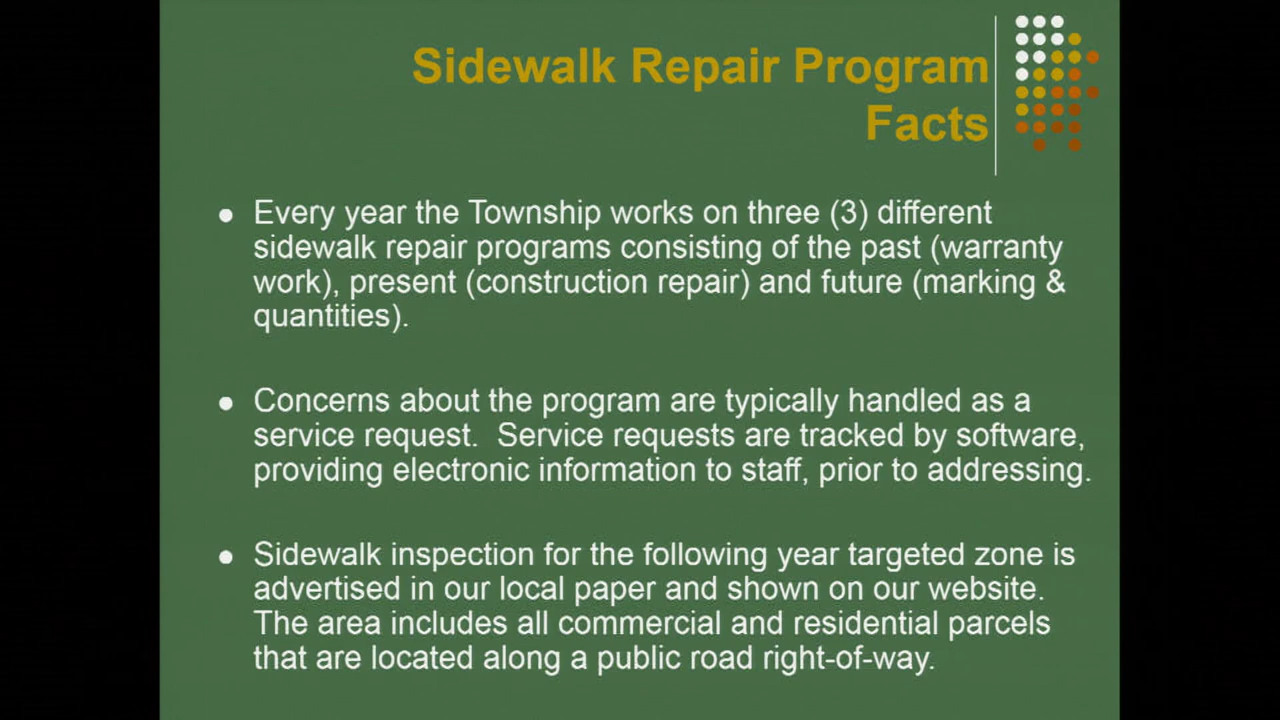 Sidewalk Repair Program
Facts
● Every year the Township works on three (3) different
sidewalk repair programs consisting of the past (warranty
work), present (construction repair) and future (marking &
quantities).
● Concerns about the program are typically handled as a
service request.  Service requests are tracked by software,
providing electronic information to staff, prior to addressing.
● Sidewalk inspection for the following year targeted zone is
advertised in our local paper and shown on our website.
The area includes all commercial and residential parcels
that are located along a public road right-of-way.